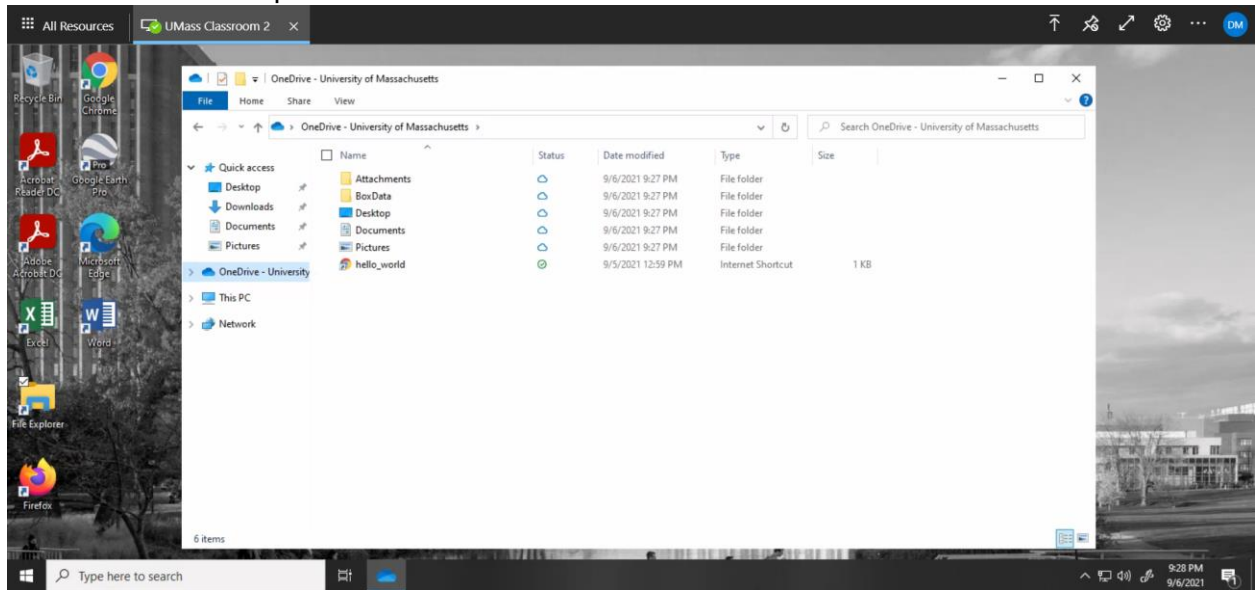 All Resources UMass Classroom 2 DM
Recycle Bin Google Chrome
Acrobat Reader DC Google Earth Pro
Adobe Acrobat DC Microsoft Edge
Excel Word
File Explorer
Firefox
OneDrive - University of Massachusetts
File Home Share View
OneDrive - University of Massachusetts Search OneDrive - University of Massachusetts
Quick access
Desktop
Downloads
Documents
Pictures
OneDrive - University
This PC
Network
Name Status Date modified Type Size
Attachments 9/6/2021 9:27 PM File folder
BoxData 9/6/2021 9:27 PM File folder
Desktop 9/6/2021 9:27 PM File folder
Documents 9/6/2021 9:27 PM File folder
Pictures 9/6/2021 9:27 PM File folder
hello_world 9/5/2021 12:59 PM Internet Shortcut 1 KB
6 items
Type here to search 9:28 PM
9/6/2021